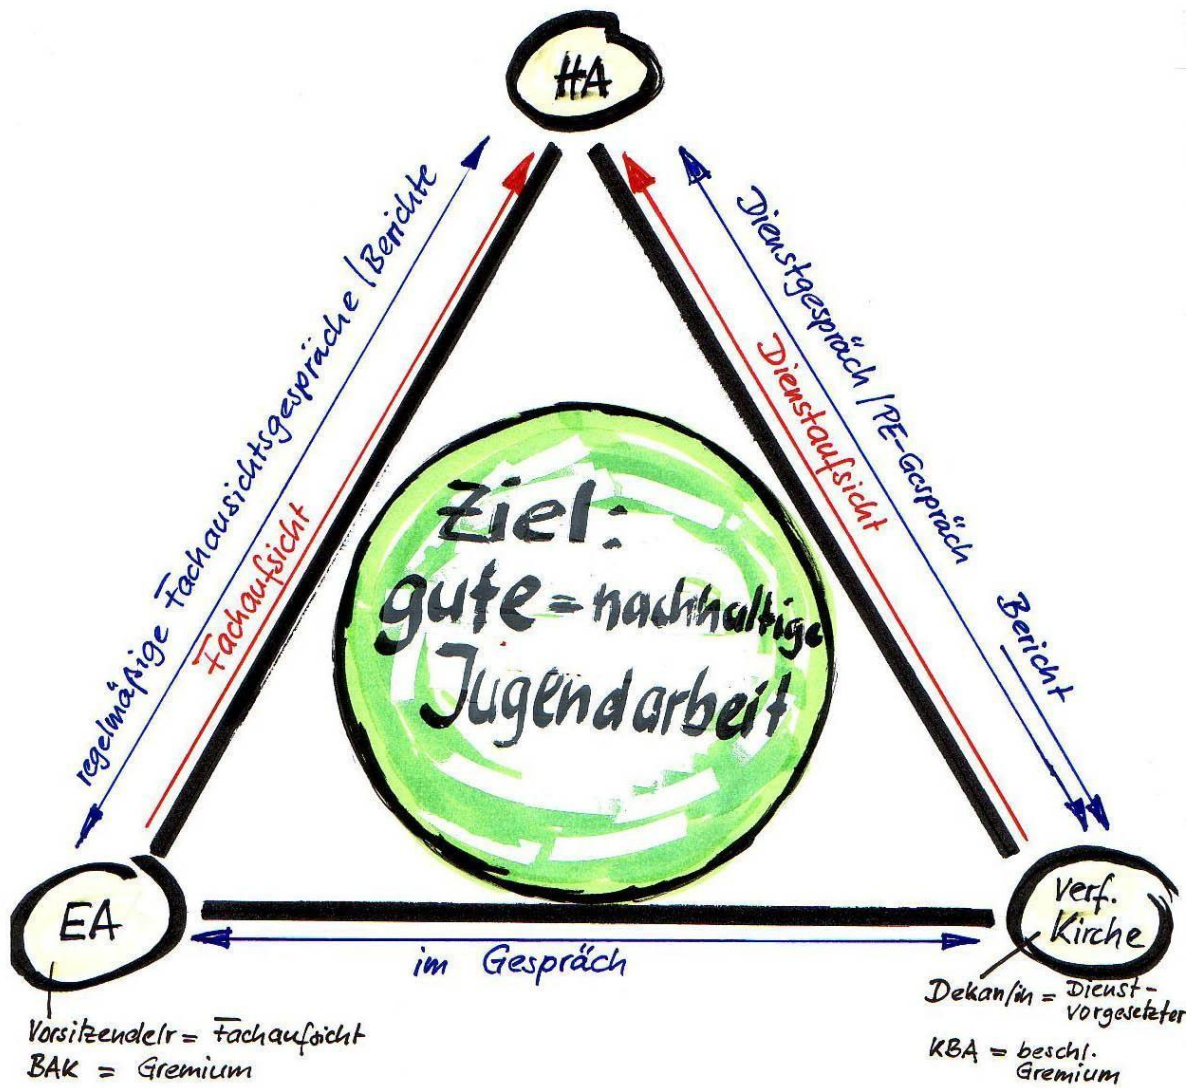 HA
regelmäßige Fachausichtsgespräche / Berichte
Fachaufsicht
Dienstgespräch / PE-Gespräch
Bericht
Dienstaufsicht
Ziel:
gute = nachhaltige
Jugendarbeit
EA
im Gespräch
verf.
Kirche
Vorsitzende/r = Fachaufsicht
BAK = Gremium
Dekan/in = Dienst-
vorgesetzter
KBA = beschl.
Gremium